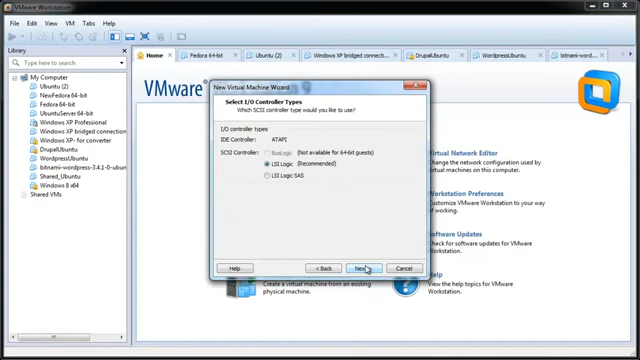 VMware Workstation
File Edit View VM Tabs Help
Library
Type here to search
My Computer
Ubuntu (2)
NewFedora 64-bit
Fedora 64-bit
UbuntuServer 64-bit
Windows XP Professional
Windows XP bridged connection
Windows XP- for converter
DrupalUbuntu
WordpressUbuntu
bitnami-wordpress-3.4.1-0-ub
Shared_Ubuntu
Windows 8 x64
Shared VMs
Home
Fedora 64-bit
Ubuntu (2)
Windows XP bridged connecti...
DrupalUbuntu
WordpressUbuntu
bitnami-wor...
VMware®
New Virtual Machine Wizard
Select I/O Controller Types
Which SCSI controller type would you like to use?
I/O controller types
IDE Controller: ATAPI
SCSI Controller: BusLogic (Not available for 64-bit guests)
LSI Logic (Recommended)
LSI Logic SAS
Help
< Back
Next
Cancel
Virtual Network Editor
Change the network configuration used by
virtual machines on this computer.
Workstation Preferences
Customize VMware Workstation to your way
of working.
Software Updates
Check for software updates for VMware
Workstation.
Help
View the help topics for VMware
Workstation.
Create a virtual machine from an existing
physical machine.